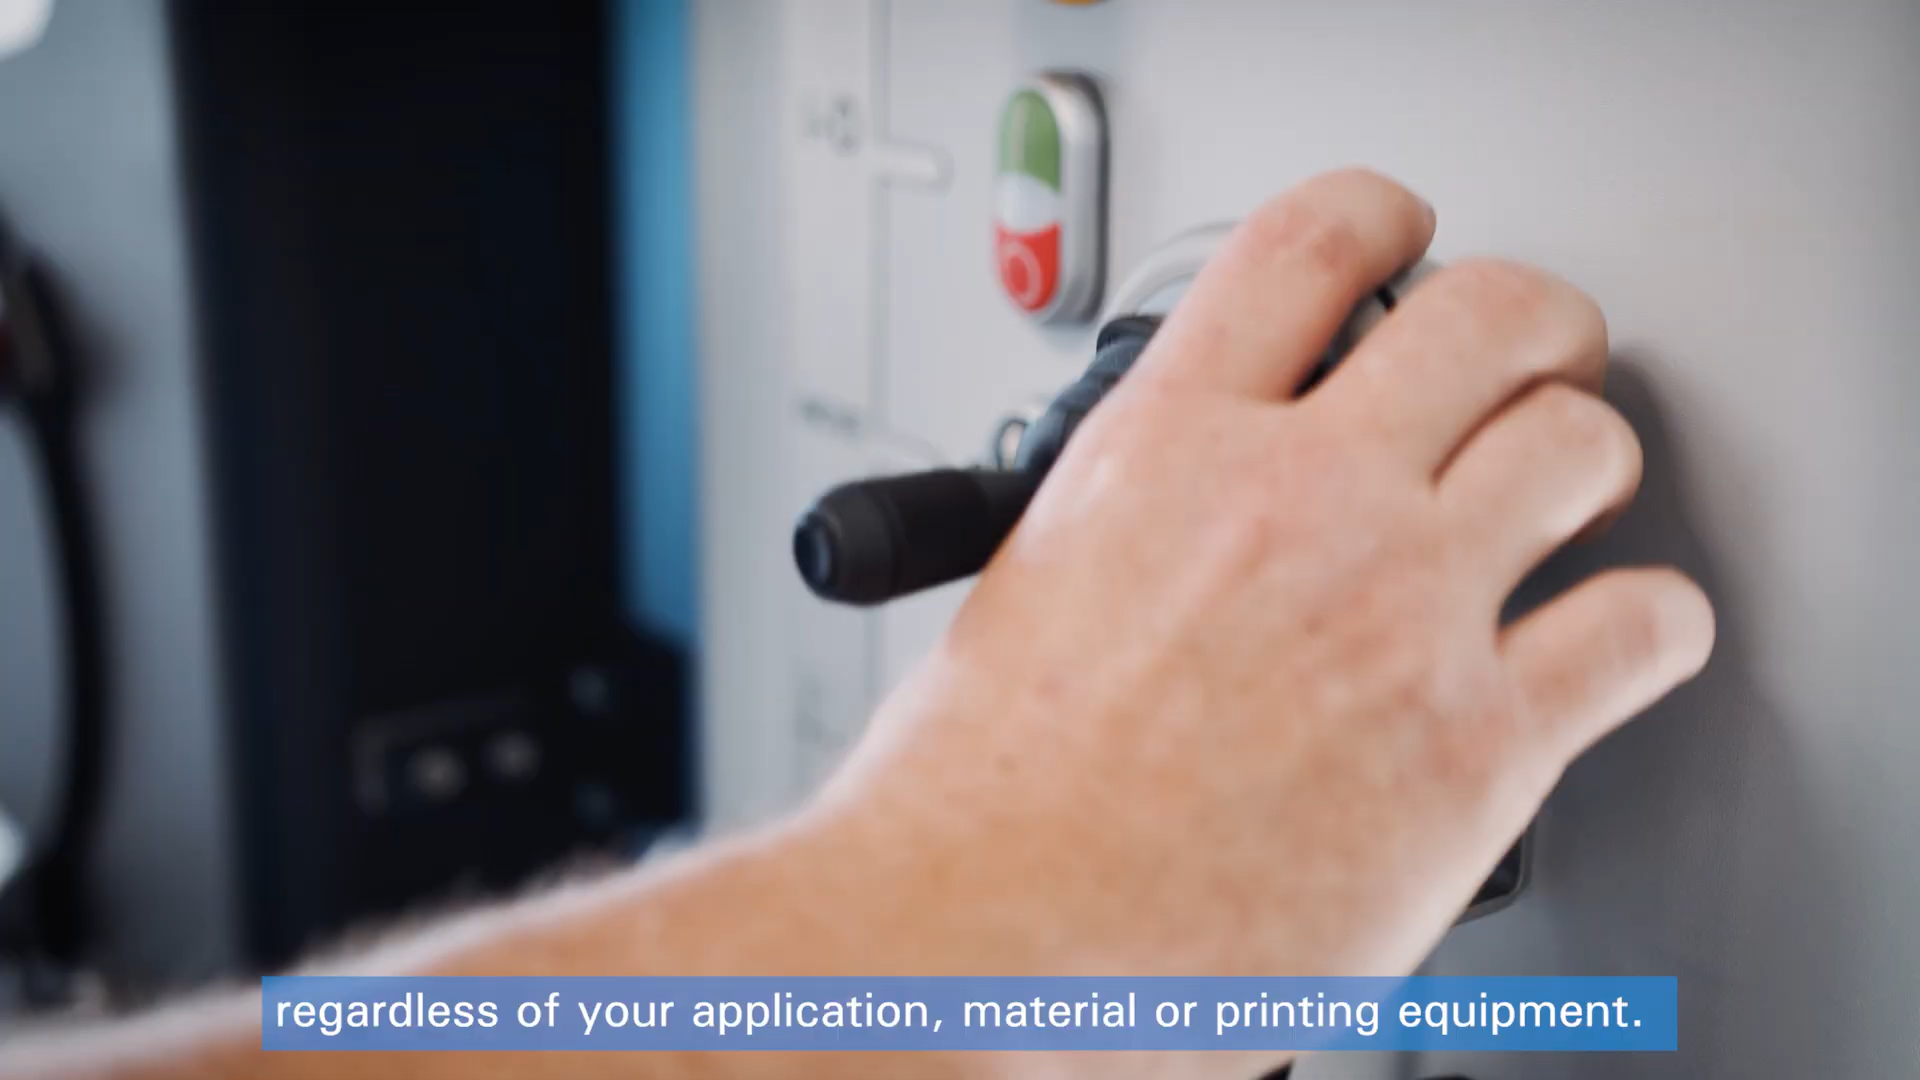 regardless of your application, material or printing equipment.